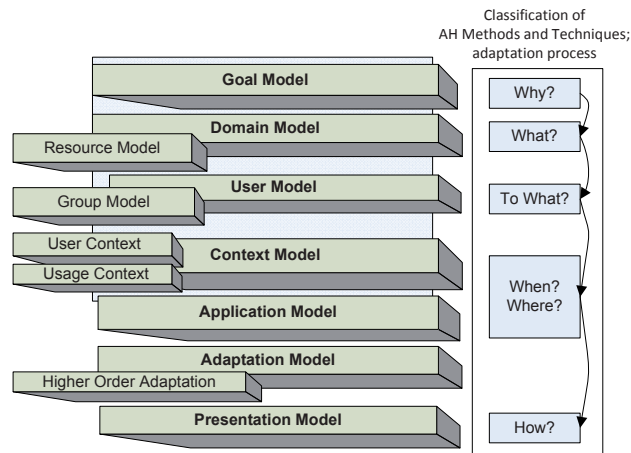 Classification of
AH Methods and Techniques;
adaptation process
Goal Model
Why?
Domain Model
What?
Resource Model
User Model
To What?
Group Model
User Context
Context Model
Usage Context
When?
Where?
Application Model
Adaptation Model
Higher Order Adaptation
Presentation Model
How?